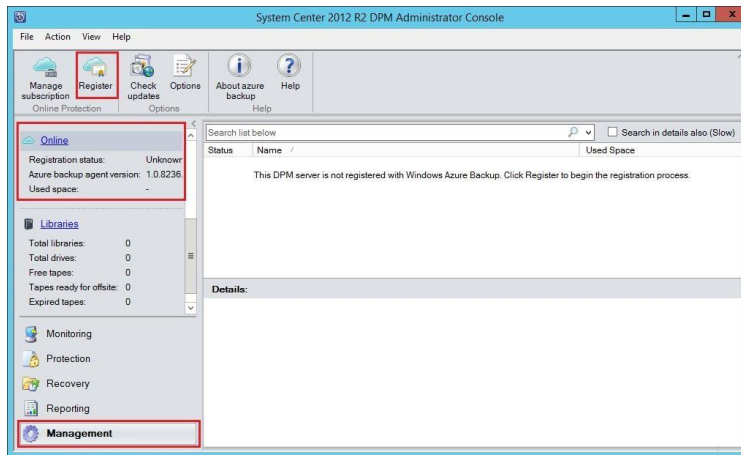 System Center 2012 R2 DPM Administrator Console
File Action View Help
Manage subscription
Register
Check updates
Options
About azure backup
Help
Online Protection
Options
Help
Online
Registration status: Unknowr
Azure backup agent version: 1.0.8236.
Used space: -
Libraries
Total libraries: 0
Total drives: 0
Free tapes: 0
Tapes ready for offsite: 0
Expired tapes: 0
Monitoring
Protection
Recovery
Reporting
Management
Search list below
Search in details also (Slow)
Status Name Used Space
This DPM server is not registered with Windows Azure Backup. Click Register to begin the registration process.
Details: